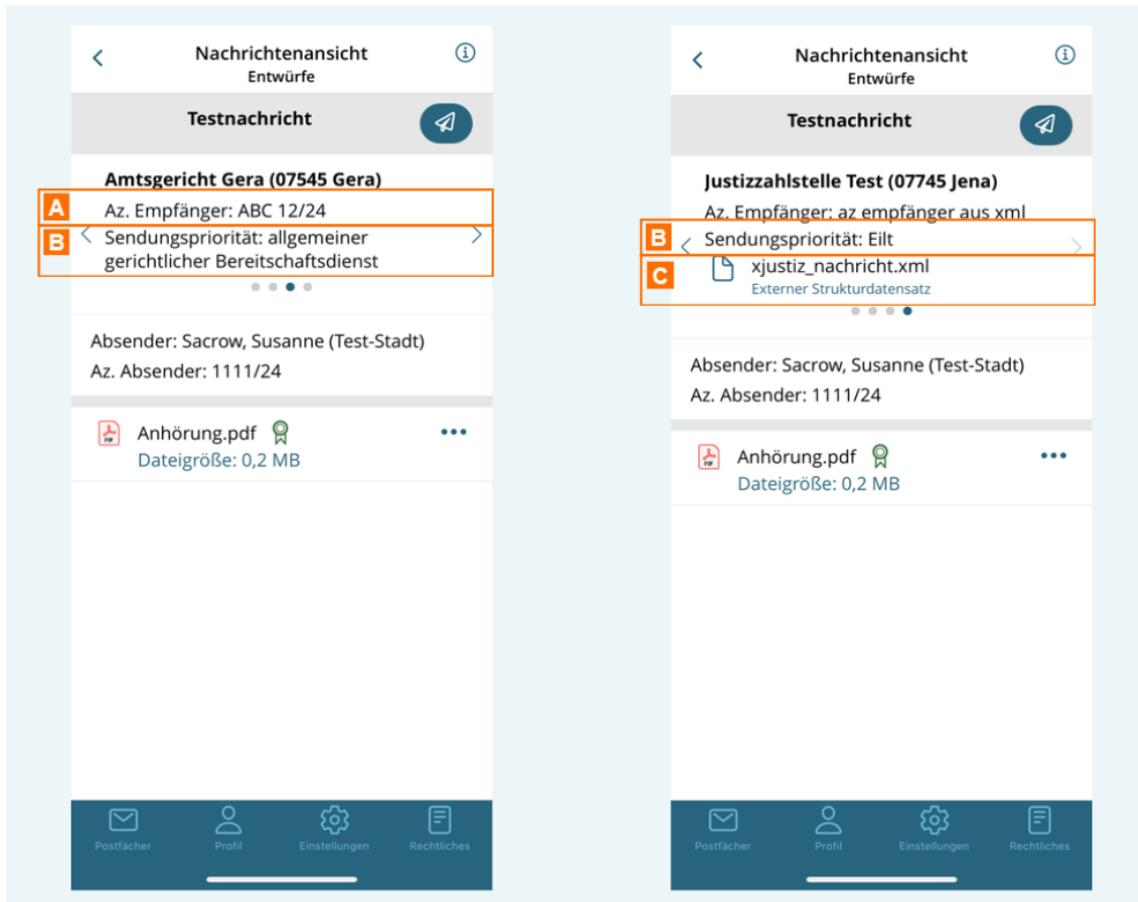 Nachrichtenansicht
Entwürfe
Testnachricht
Amtsgericht Gera (07545 Gera)
A
Az. Empfänger: ABC 12/24
B
Sendungspriorität: allgemeiner
gerichtlicher Bereitschaftsdienst
Absender: Sacrow, Susanne (Test-Stadt)
Az. Absender: 1111/24
PDF
Anhörung.pdf
Dateigröße: 0,2 MB
Postfächer
Profil
Einstellungen
Rechtliches
Nachrichtenansicht
Entwürfe
Testnachricht
Justizzahlstelle Test (07745 Jena)
Az. Empfänger: az empfänger aus xml
B
Sendungspriorität: Eilt
C
xjustiz_nachricht.xml
Externer Strukturdatensatz
Absender: Sacrow, Susanne (Test-Stadt)
Az. Absender: 1111/24
PDF
Anhörung.pdf
Dateigröße: 0,2 MB
Postfächer
Profil
Einstellungen
Rechtliches